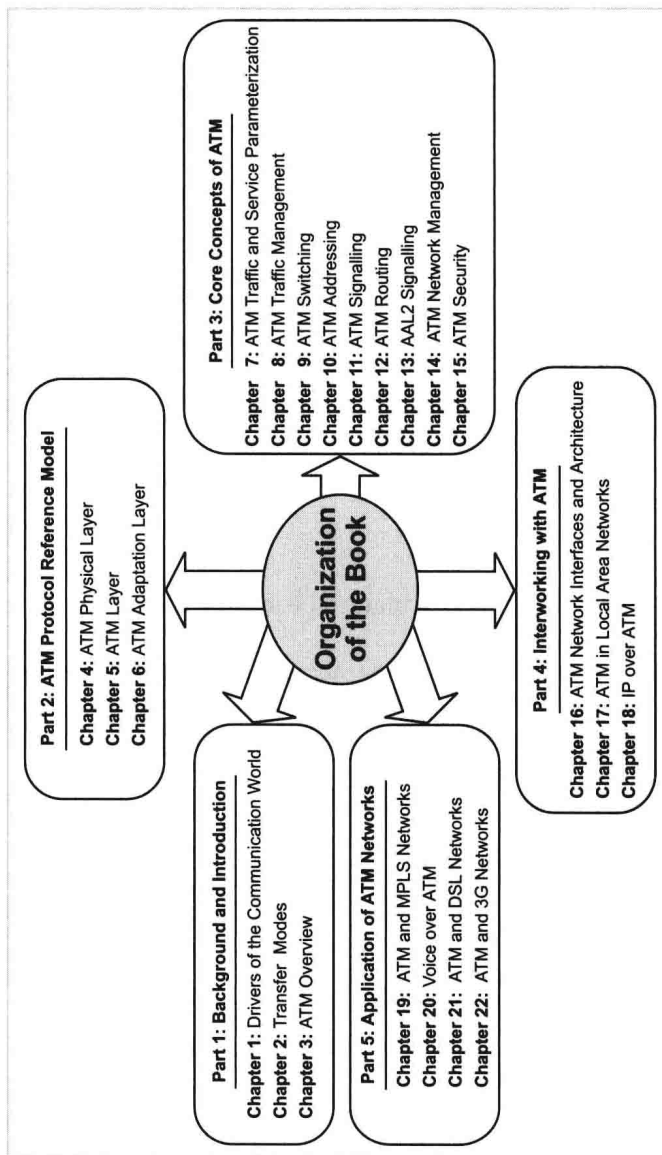 Organization
of the Book
Part 1: Background and Introduction
Chapter 1: Drivers of the Communication World
Chapter 2: Transfer Modes
Chapter 3: ATM Overview
Part 2: ATM Protocol Reference Model
Chapter 4: ATM Physical Layer
Chapter 5: ATM Layer
Chapter 6: ATM Adaptation Layer
Part 3: Core Concepts of ATM
Chapter 7: ATM Traffic and Service Parameterization
Chapter 8: ATM Traffic Management
Chapter 9: ATM Switching
Chapter 10: ATM Addressing
Chapter 11: ATM Signalling
Chapter 12: ATM Routing
Chapter 13: AAL2 Signalling
Chapter 14: ATM Network Management
Chapter 15: ATM Security
Part 4: Interworking with ATM
Chapter 16: ATM Network Interfaces and Architecture
Chapter 17: ATM in Local Area Networks
Chapter 18: IP over ATM
Part 5: Application of ATM Networks
Chapter 19: ATM and MPLS Networks
Chapter 20: Voice over ATM
Chapter 21: ATM and DSL Networks
Chapter 22: ATM and 3G Networks